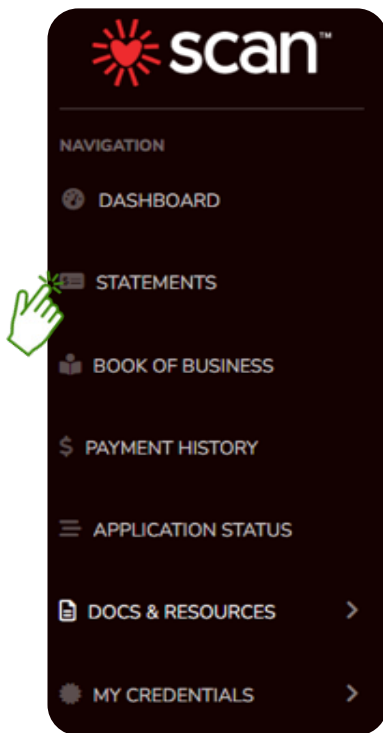 scan™
NAVIGATION
DASHBOARD
STATEMENTS
BOOK OF BUSINESS
$ PAYMENT HISTORY
APPLICATION STATUS
DOCS & RESOURCES
MY CREDENTIALS